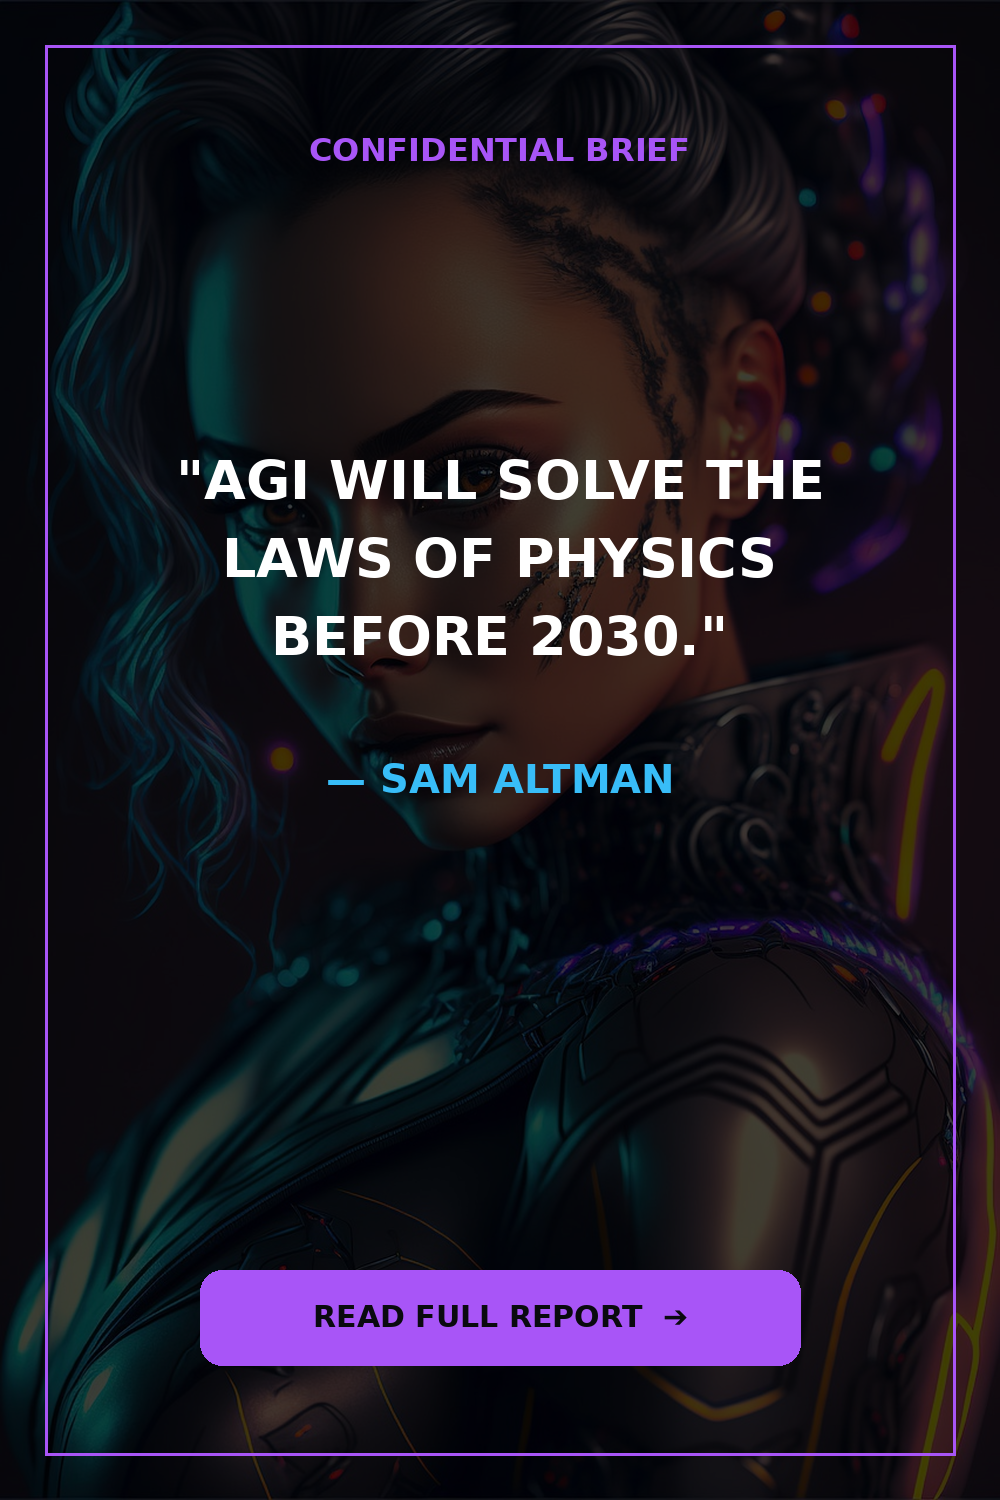 CONFIDENTIAL BRIEF
"AGI WILL SOLVE THE
LAWS OF PHYSICS
BEFORE 2030."
— SAM ALTMAN
READ FULL REPORT ➔